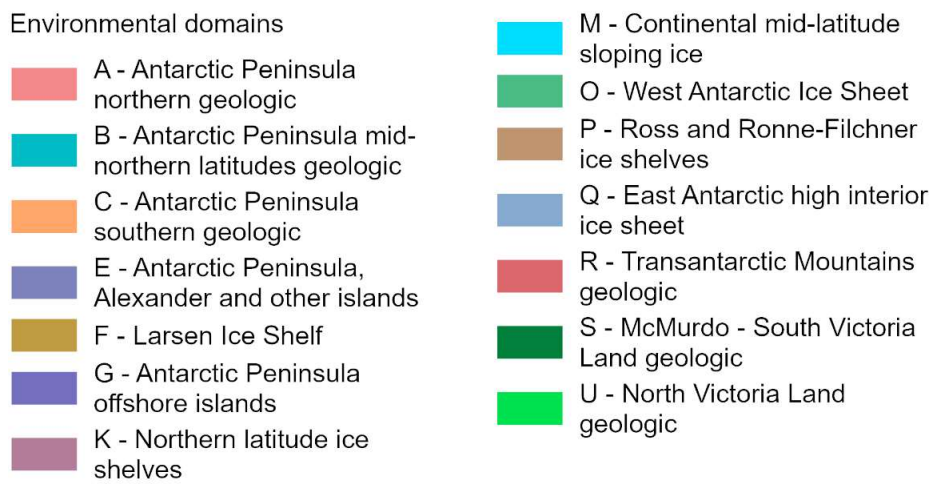 Environmental domains
A - Antarctic Peninsula
northern geologic
B - Antarctic Peninsula mid-
northern latitudes geologic
C - Antarctic Peninsula
southern geologic
E - Antarctic Peninsula,
Alexander and other islands
F - Larsen Ice Shelf
G - Antarctic Peninsula
offshore islands
K - Northern latitude ice
shelves
M - Continental mid-latitude
sloping ice
O - West Antarctic Ice Sheet
P - Ross and Ronne-Filchner
ice shelves
Q - East Antarctic high interior
ice sheet
R - Transantarctic Mountains
geologic
S - McMurdo - South Victoria
Land geologic
U - North Victoria Land
geologic